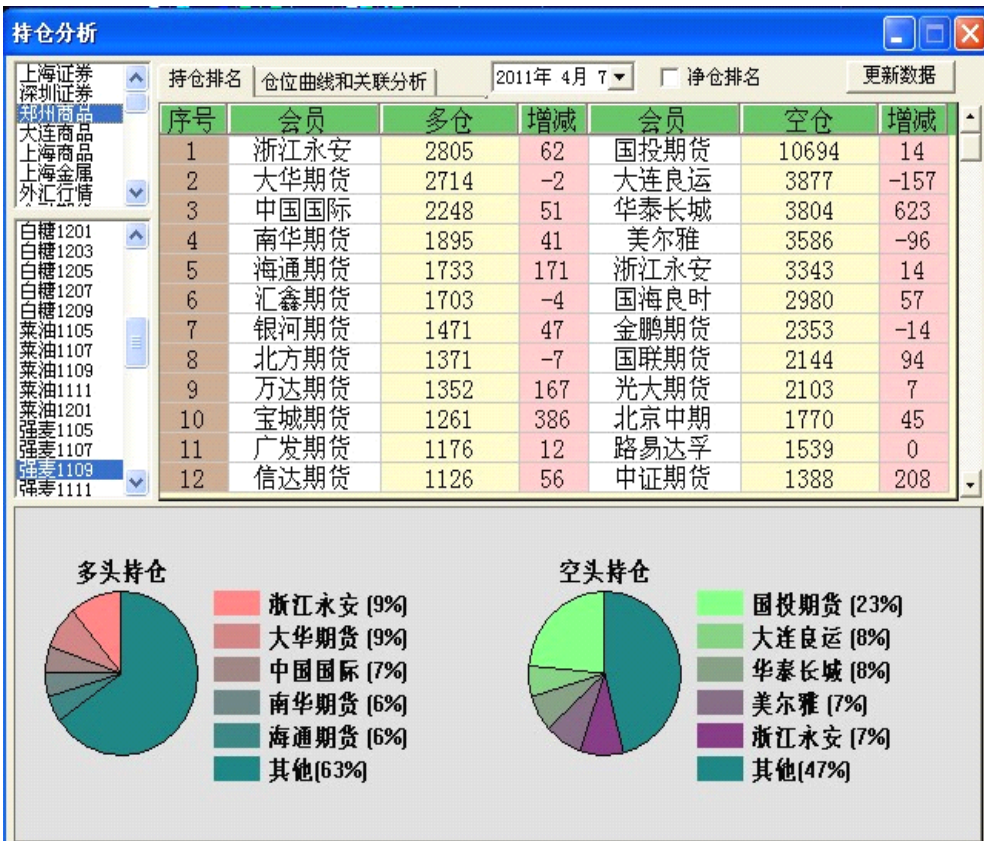 持仓分析
上海证券
深圳证券
郑州商品
大连商品
上海商品
上海金属
外汇行情
白糖1201
白糖1203
白糖1205
白糖1207
白糖1209
菜油1105
菜油1107
菜油1109
菜油1111
菜油1201
强麦1105
强麦1107
强麦1109
强麦1111
持仓排名 仓位曲线和关联分析 2011年 4月 7 净仓排名 更新数据
序号 会员 多仓 增减 会员 空仓 增减
1 浙江永安 2805 62 国投期货 10694 14
2 大华期货 2714 -2 大连良运 3877 -157
3 中国国际 2248 51 华泰长城 3804 623
4 南华期货 1895 41 美尔雅 3586 -96
5 海通期货 1733 171 浙江永安 3343 14
6 汇鑫期货 1703 -4 国海良时 2980 57
7 银河期货 1471 47 金鹏期货 2353 -14
8 北方期货 1371 -7 国联期货 2144 94
9 万达期货 1352 167 光大期货 2103 7
10 宝城期货 1261 386 北京中期 1770 45
11 广发期货 1176 12 路易达孚 1539 0
12 信达期货 1126 56 中证期货 1388 208
多头持仓
浙江永安 (9%)
大华期货 (9%)
中国国际 (7%)
南华期货 (6%)
海通期货 (6%)
其他(63%)
空头持仓
国投期货 (23%)
大连良运 (8%)
华泰长城 (8%)
美尔雅 (7%)
浙江永安 (7%)
其他(47%)